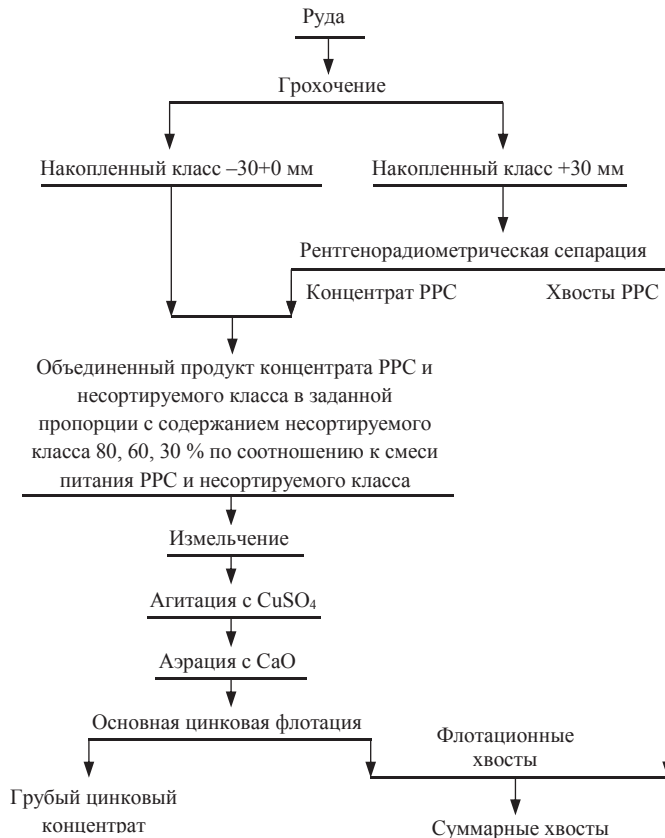 Руда
Грохочение
Накопленный класс –30+0 мм
Накопленный класс +30 мм
Рентгенорадиометрическая сепарация
Концентрат РРС
Хвосты РРС
Объединенный продукт концентрата РРС и
несортируемого класса в заданной
пропорции с содержанием несортируемого
класса 80, 60, 30 % по соотношению к смеси
питания РРС и несортируемого класса
Измельчение
Агитация с CuSO₄
Аэрация с CaO
Основная цинковая флотация
Флотационные
хвосты
Грубый цинковый
концентрат
Суммарные хвосты